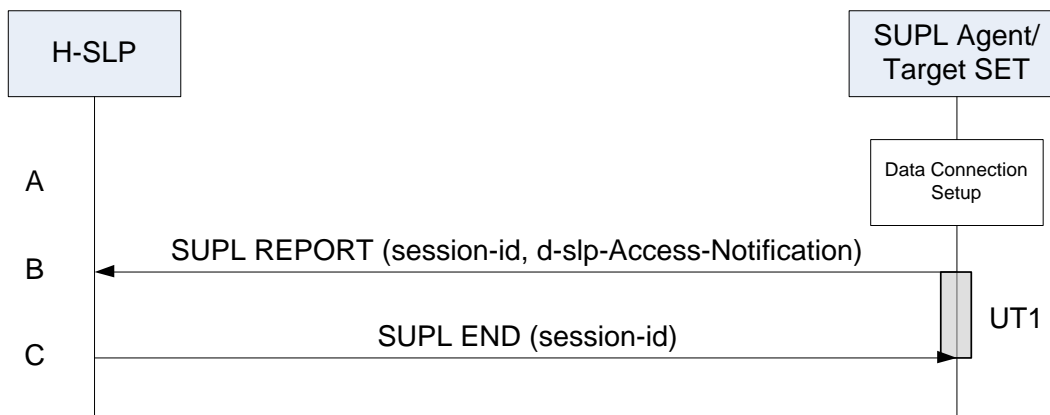 H-SLP
SUPL Agent/
Target SET
A
Data Connection
Setup
B
SUPL REPORT (session-id, d-slp-Access-Notification)
UT1
C
SUPL END (session-id)